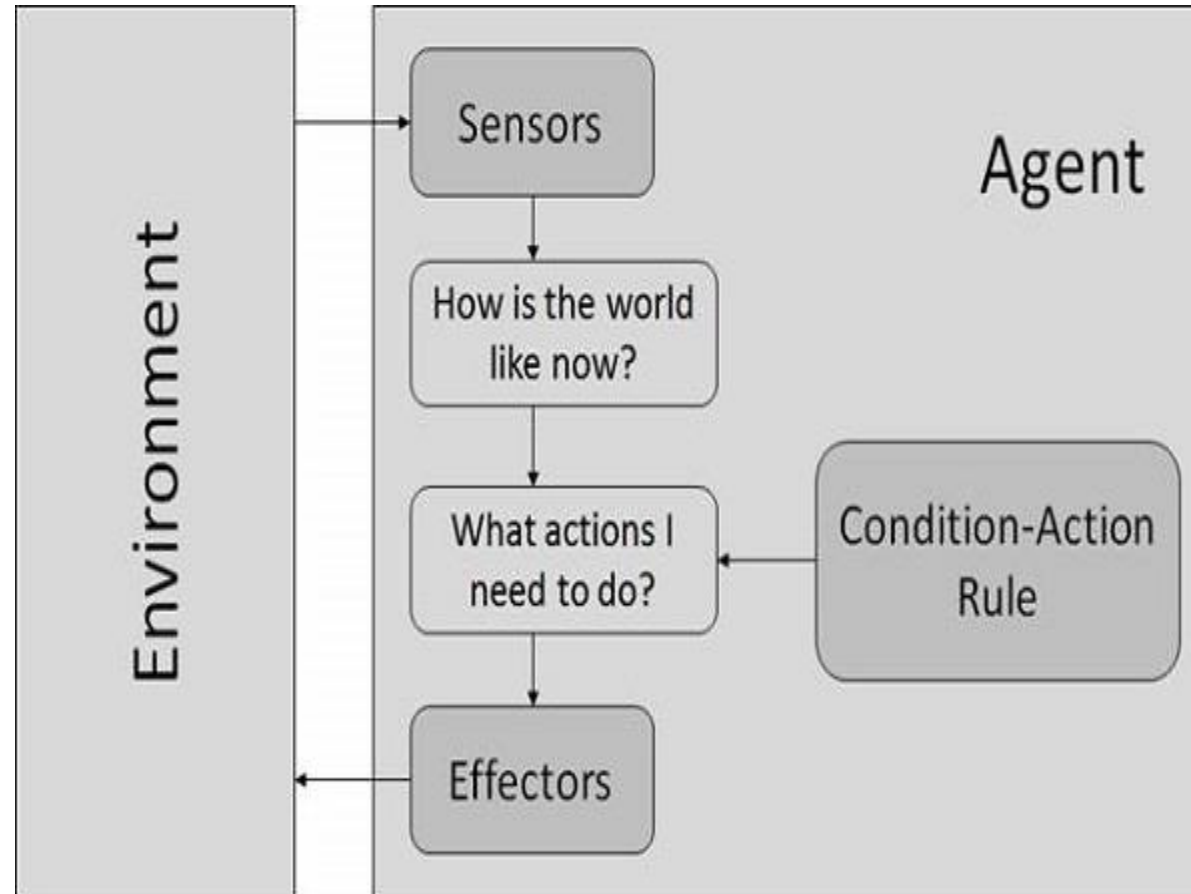 Environment
Sensors
Agent
How is the world
like now?
What actions I
need to do?
Condition-Action
Rule
Effectors